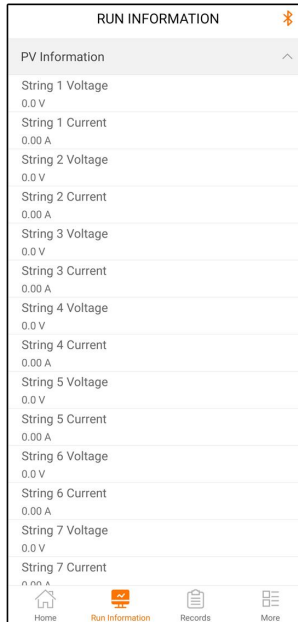 RUN INFORMATION
PV Information
String 1 Voltage
0.0 V
String 1 Current
0.00 A
String 2 Voltage
0.0 V
String 2 Current
0.00 A
String 3 Voltage
0.0 V
String 3 Current
0.00 A
String 4 Voltage
0.0 V
String 4 Current
0.00 A
String 5 Voltage
0.0 V
String 5 Current
0.00 A
String 6 Voltage
0.0 V
String 6 Current
0.00 A
String 7 Voltage
0.0 V
String 7 Current
0.00 A
Home Run Information Records More